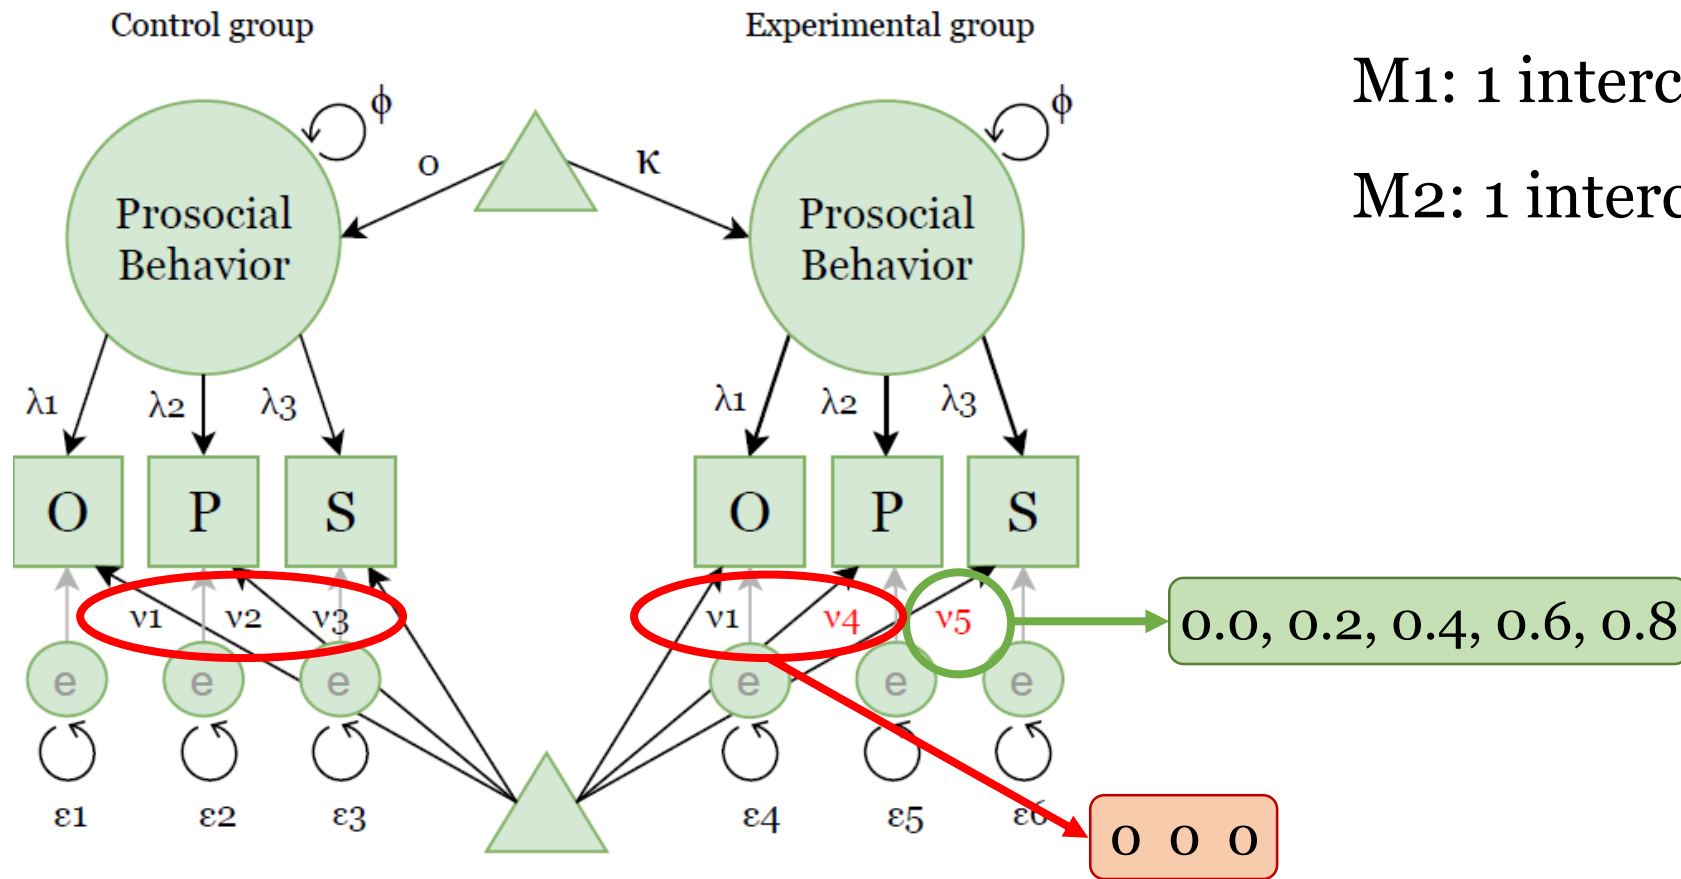 Control group
Experimental group
M1: 1 interc
M2: 1 interc
ϕ
ϕ
0
κ
Prosocial
Behavior
Prosocial
Behavior
λ1
λ2
λ3
λ1
λ2
λ3
O
P
S
O
P
S
ν1
ν2
ν3
ν1
ν4
ν5
0.0, 0.2, 0.4, 0.6, 0.8
e
e
e
e
e
e
ε1
ε2
ε3
ε4
ε5
ε6
0 0 0